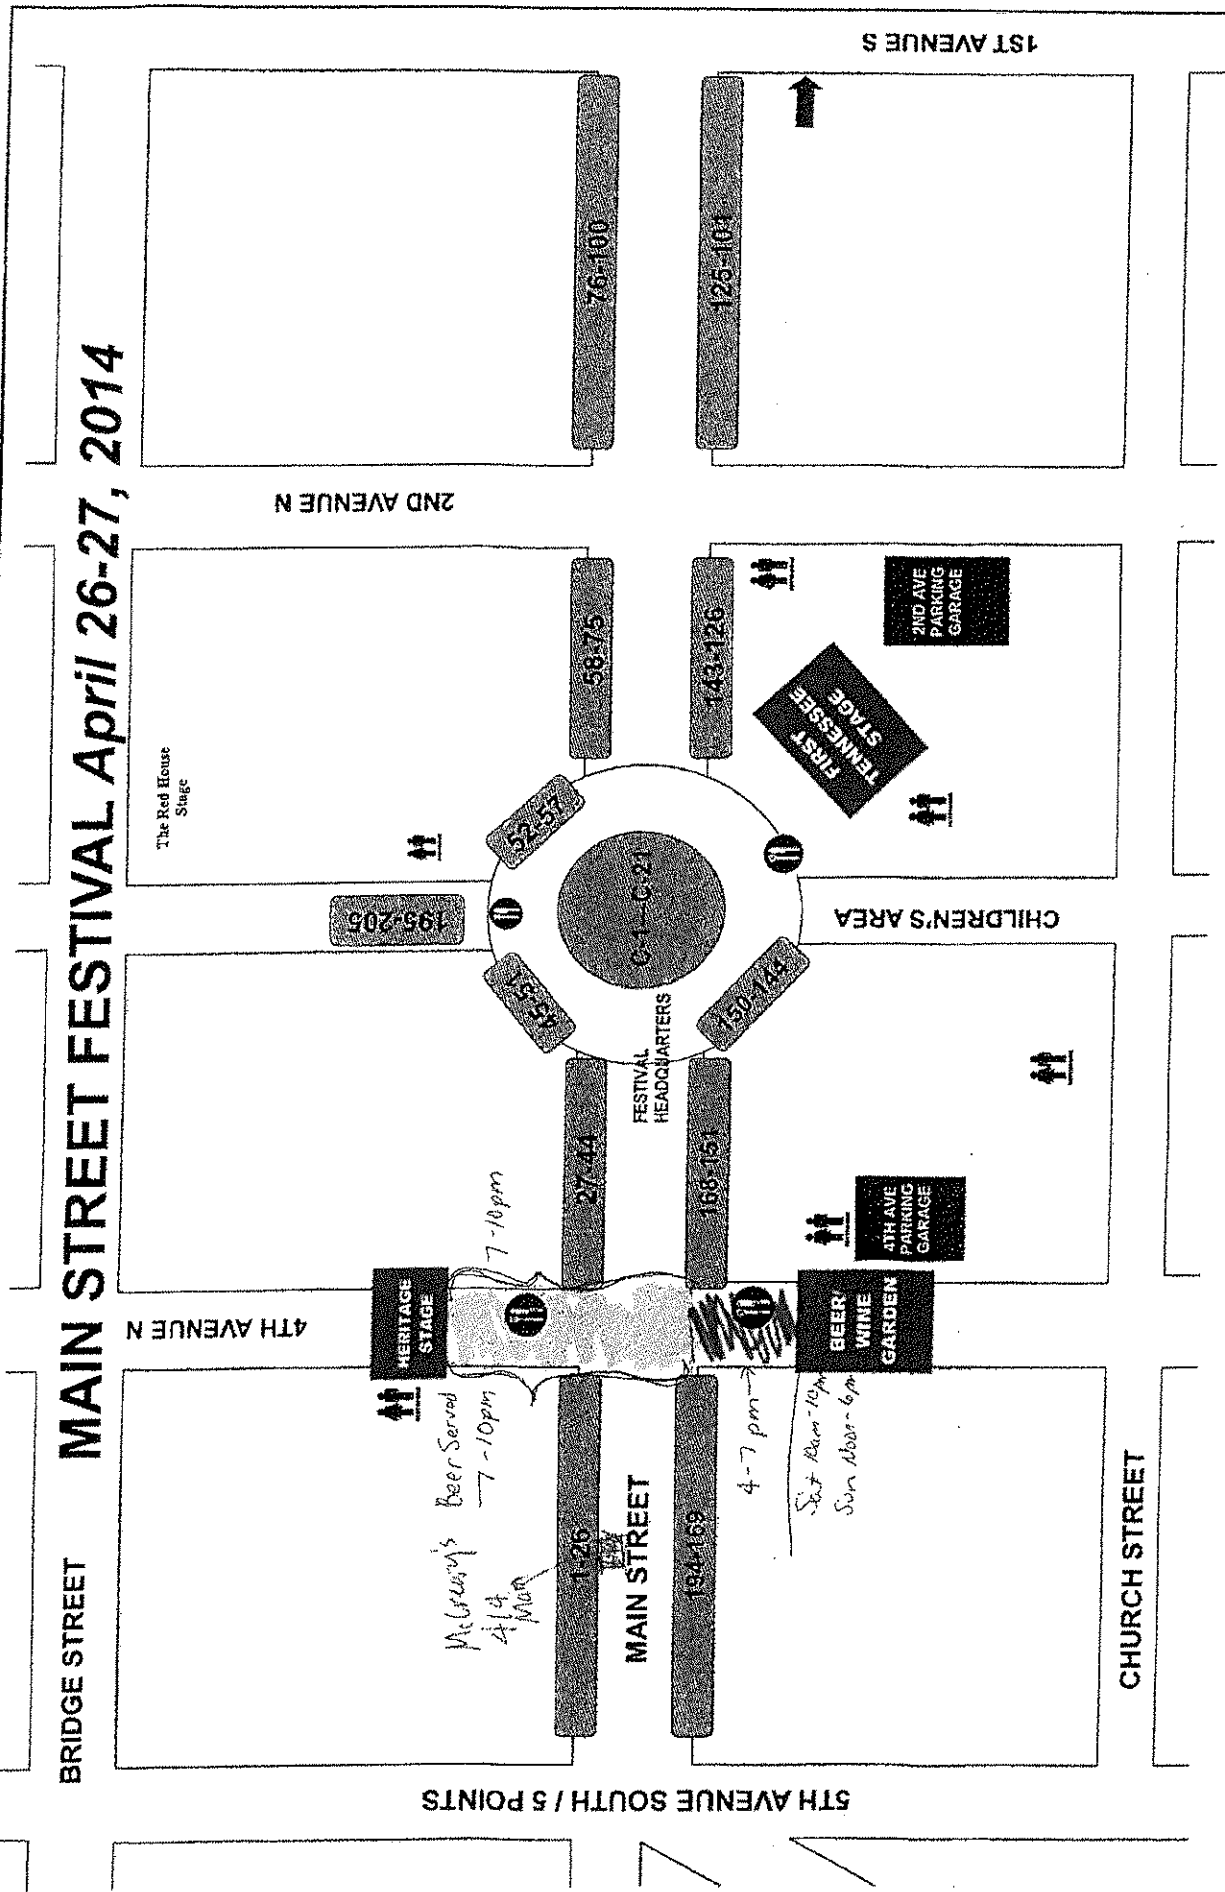 MAIN STREET FESTIVAL April 26-27, 2014
BRIDGE STREET
The Red House
Stage
4TH AVENUE N
2ND AVENUE N
1ST AVENUE S
5TH AVENUE SOUTH / 5 POINTS
HERITAGE
STAGE
195-205
McCreary's
414
Main
Beer Served
7-10pm
7-10pm
1-26
27-44
45-51
52-57
58-75
76-100
MAIN STREET
FESTIVAL
HEADQUARTERS
C-1-C-21
194-169
168-151
150-144
143-126
125-101
4-7 pm
Sat 10am-10pm
Sun Noon-6pm
BEER/
WINE
GARDEN
4TH AVE
PARKING
GARAGE
CHILDREN'S AREA
FIRST
TENNESSEE
STAGE
2ND AVE
PARKING
GARAGE
CHURCH STREET